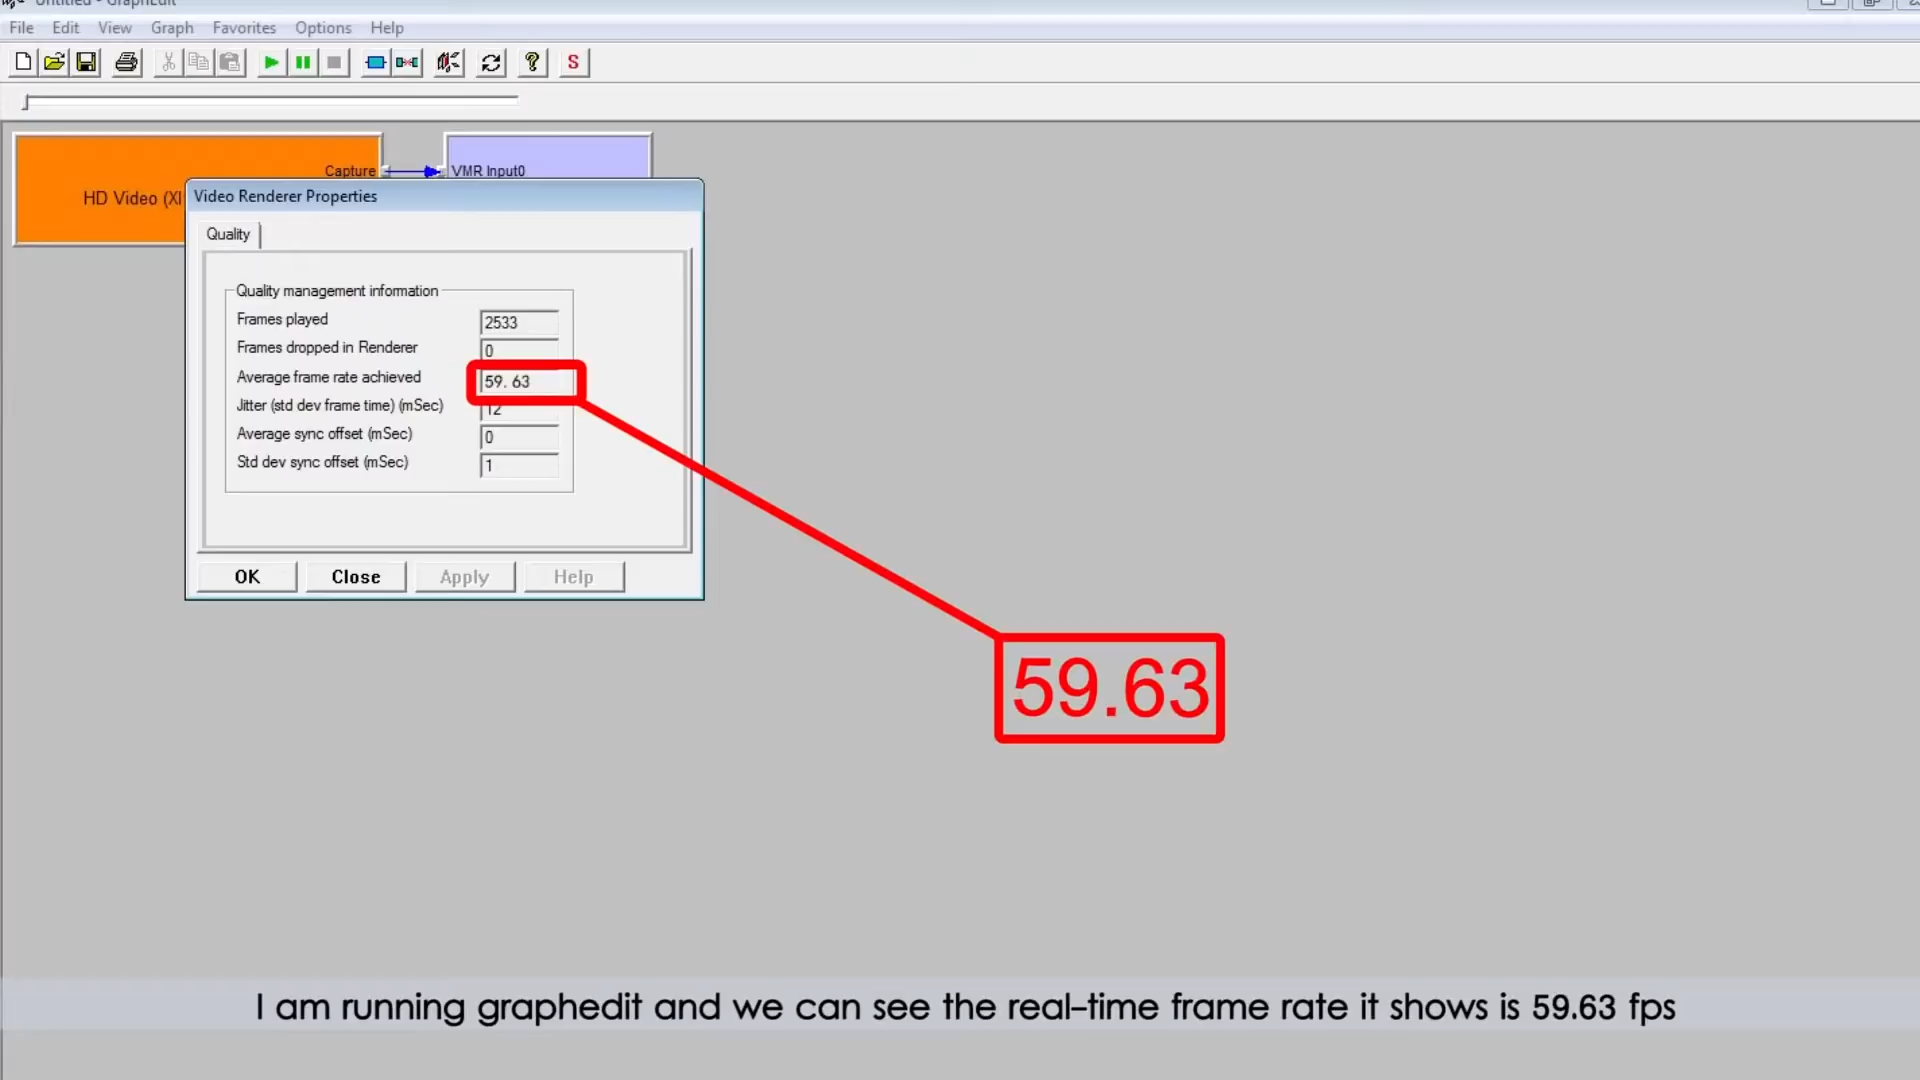 Untitled - GraphEdit
File Edit View Graph Favorites Options Help
S
Capture
VMR Input0
HD Video (XI
Video Renderer Properties
Quality
Quality management information
Frames played 2533
Frames dropped in Renderer 0
Average frame rate achieved 59. 63
Jitter (std dev frame time) (mSec) 12
Average sync offset (mSec) 0
Std dev sync offset (mSec) 1
OK Close Apply Help
59.63
I am running graphedit and we can see the real-time frame rate it shows is 59.63 fps